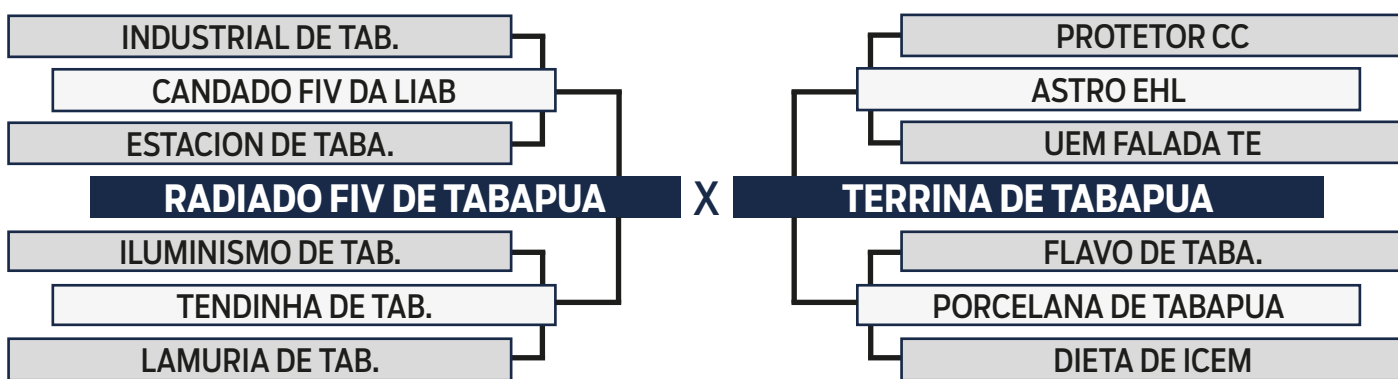 INDUSTRIAL DE TAB.
CANDADO FIV DA LIAB
ESTACION DE TABA.
RADIADO FIV DE TABAPUA
ILUMINISMO DE TAB.
TENDINHA DE TAB.
LAMURIA DE TAB.
X
PROTETOR CC
ASTRO EHL
UEM FALADA TE
TERRINA DE TABAPUA
FLAVO DE TABA.
PORCELANA DE TABAPUA
DIETA DE ICEM